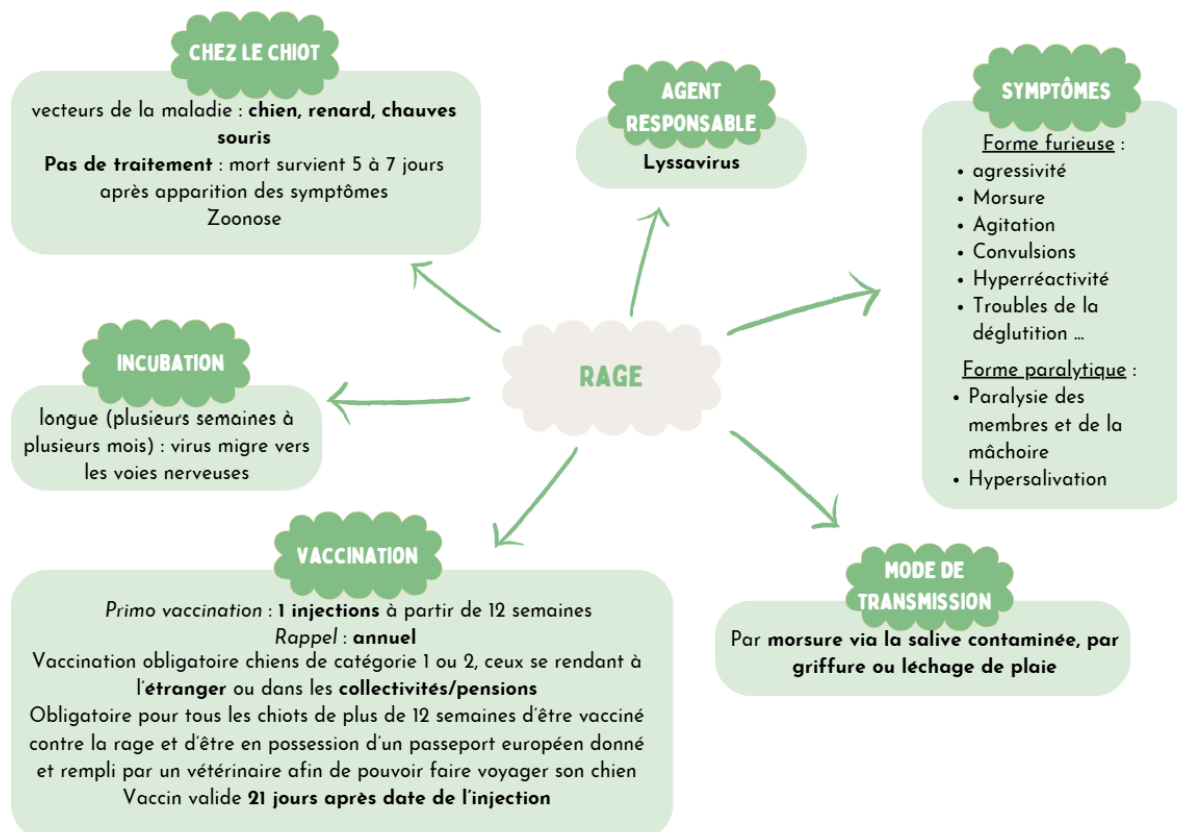 CHEZ LE CHIOT
vecteurs de la maladie : chien, renard, chauves
souris
Pas de traitement : mort survient 5 à 7 jours
après apparition des symptômes
Zoonose
AGENT
RESPONSABLE
Lyssavirus
SYMPTÔMES
Forme furieuse :
• agressivité
• Morsure
• Agitation
• Convulsions
• Hyperréactivité
• Troubles de la
déglutition ...
Forme paralytique :
• Paralysie des
membres et de la
mâchoire
• Hypersalivation
RAGE
INCUBATION
longue (plusieurs semaines à
plusieurs mois) : virus migre vers
les voies nerveuses
VACCINATION
Primo vaccination : 1 injections à partir de 12 semaines
Rappel : annuel
Vaccination obligatoire chiens de catégorie 1 ou 2, ceux se rendant à
l'étranger ou dans les collectivités/pensions
Obligatoire pour tous les chiots de plus de 12 semaines d'être vacciné
contre la rage et d'être en possession d'un passeport européen donné
et rempli par un vétérinaire afin de pouvoir faire voyager son chien
Vaccin valide 21 jours après date de l'injection
MODE DE
TRANSMISSION
Par morsure via la salive contaminée, par
griffure ou léchage de plaie